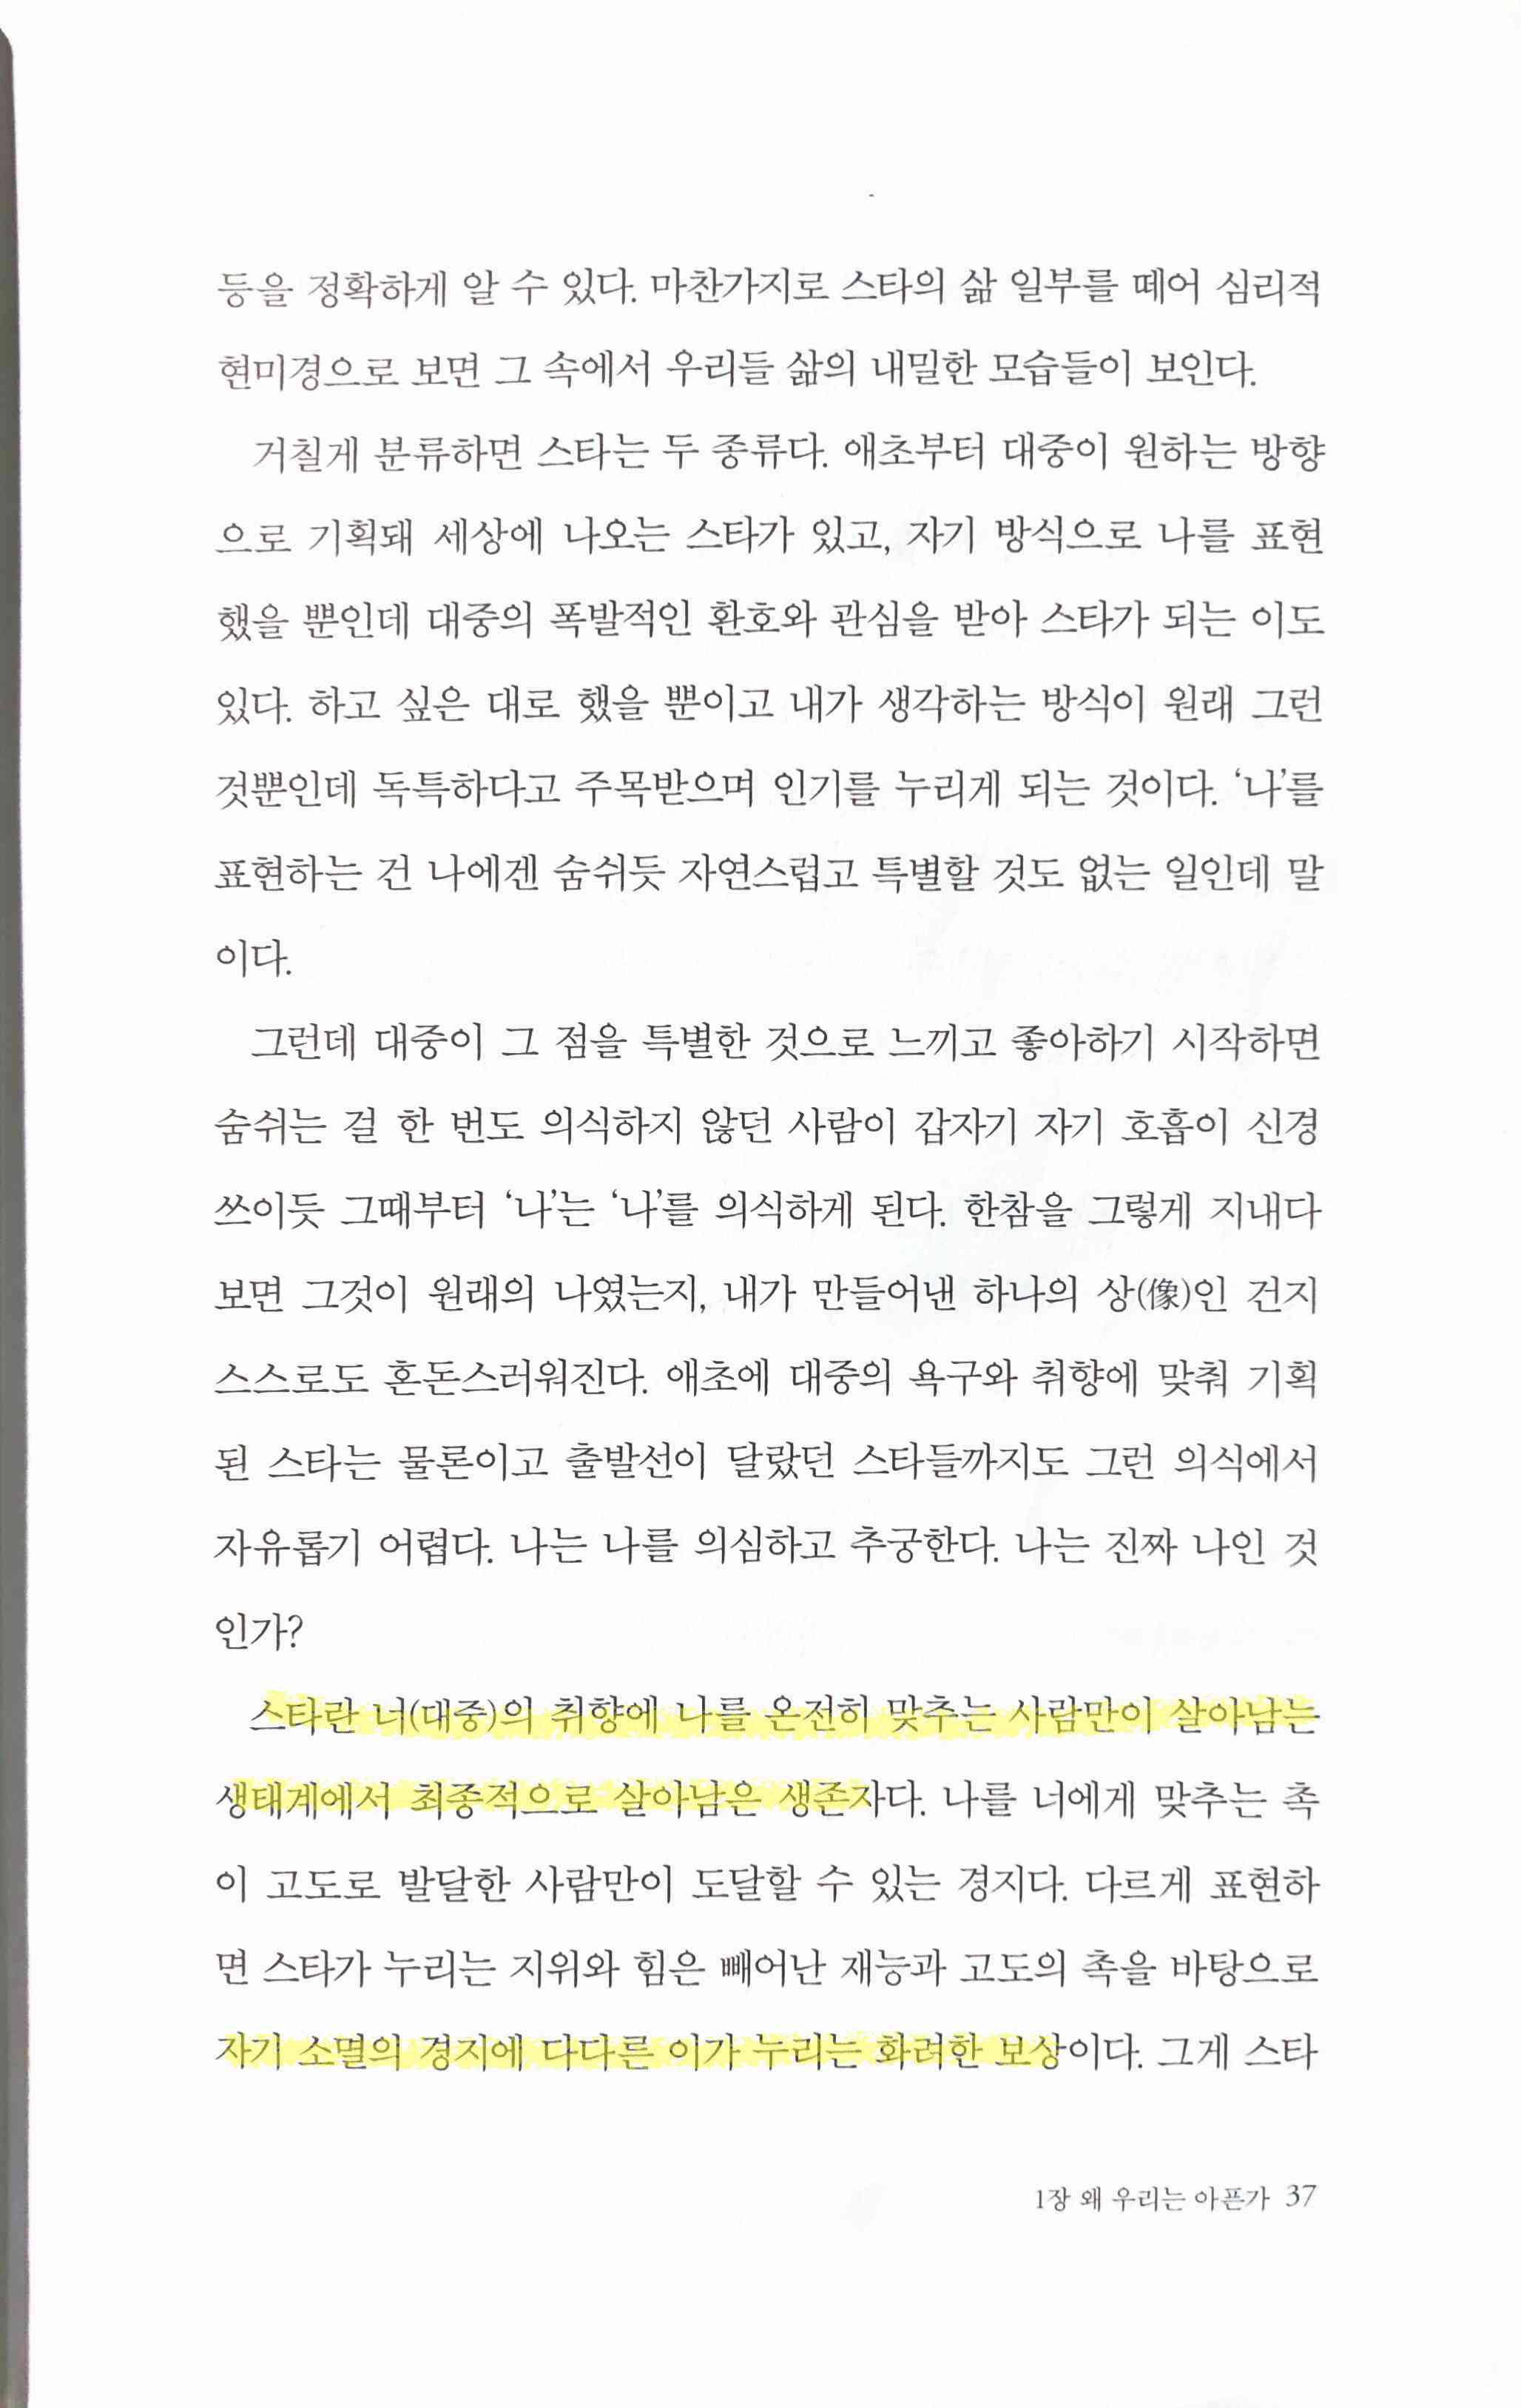 등을 정확하게 알 수 있다. 마찬가지로 스타의 삶 일부를 떼어 심리적
현미경으로 보면 그 속에서 우리들 삶의 내밀한 모습들이 보인다.
거칠게 분류하면 스타는 두 종류다. 애초부터 대중이 원하는 방향
으로 기획돼 세상에 나오는 스타가 있고, 자기 방식으로 나를 표현
했을 뿐인데 대중의 폭발적인 환호와 관심을 받아 스타가 되는 이도
있다. 하고 싶은 대로 했을 뿐이고 내가 생각하는 방식이 원래 그런
것뿐인데 독특하다고 주목받으며 인기를 누리게 되는 것이다. ‘나’를
표현하는 건 나에겐 숨쉬듯 자연스럽고 특별할 것도 없는 일인데 말
이다.
그런데 대중이 그 점을 특별한 것으로 느끼고 좋아하기 시작하면
숨쉬는 걸 한 번도 의식하지 않던 사람이 갑자기 자기 호흡이 신경
쓰이듯 그때부터 ‘나’는 ‘나’를 의식하게 된다. 한참을 그렇게 지내다
보면 그것이 원래의 나였는지, 내가 만들어낸 하나의 상(像)인 건지
스스로도 혼돈스러워진다. 애초에 대중의 욕구와 취향에 맞춰 기획
된 스타는 물론이고 출발선이 달랐던 스타들까지도 그런 의식에서
자유롭기 어렵다. 나는 나를 의심하고 추궁한다. 나는 진짜 나인 것
인가?
스타란 너(대중)의 취향에 나를 온전히 맞추는 사람만이 살아남는
생태계에서 최종적으로 살아남은 생존자다. 나를 너에게 맞추는 촉
이 고도로 발달한 사람만이 도달할 수 있는 경지다. 다르게 표현하
면 스타가 누리는 지위와 힘은 빼어난 재능과 고도의 촉을 바탕으로
자기 소멸의 경지에 다다른 이가 누리는 화려한 보상이다. 그게 스타
1장 왜 우리는 아픈가 37